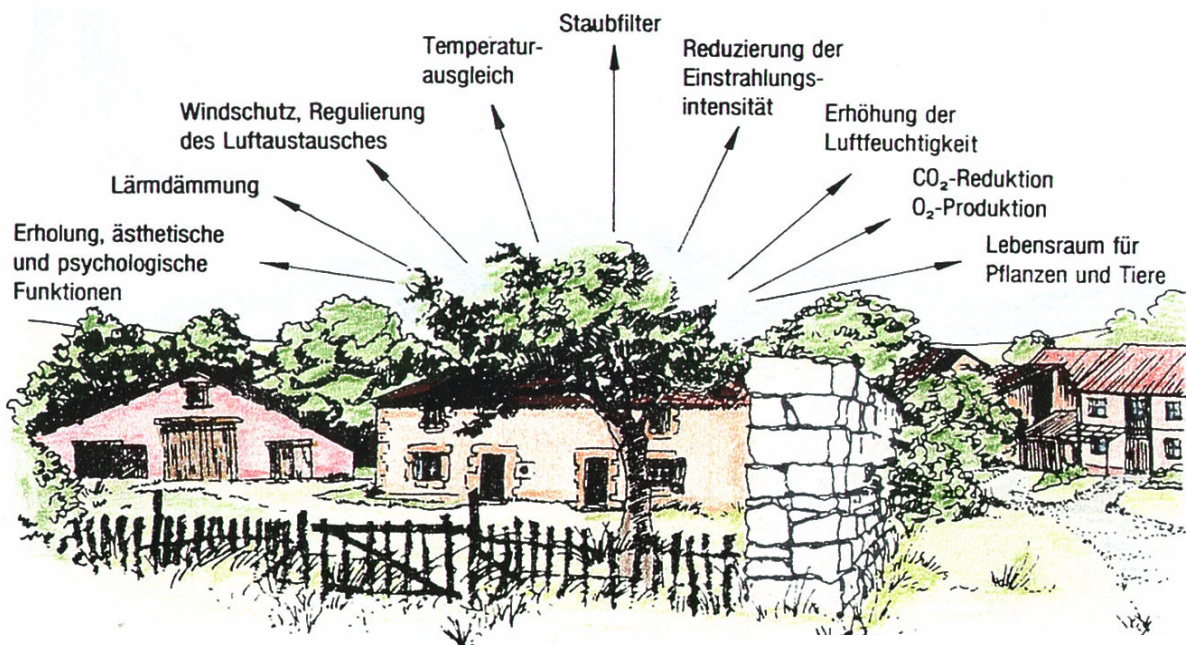 Staubfilter
Temperatur-
ausgleich
Reduzierung der
Einstrahlungs-
intensität
Windschutz, Regulierung
des Luftaustausches
Erhöhung der
Luftfeuchtigkeit
Lärmdämmung
CO₂-Reduktion
O₂-Produktion
Erholung, ästhetische
und psychologische
Funktionen
Lebensraum für
Pflanzen und Tiere